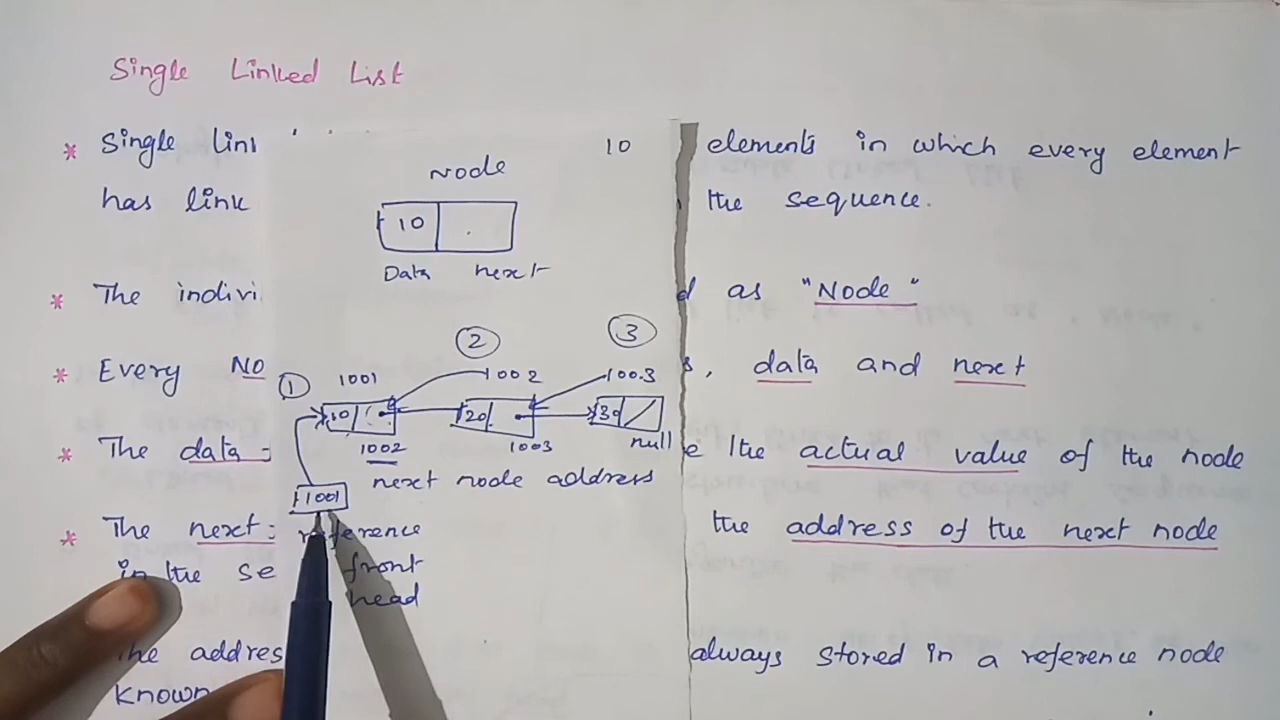 Single Linked List
* Single lin 10 elements in which every element
has link the sequence.
Node
10
Data next
* The indivi d as "Node"
② ③
* Every No s, data and next
① 1001 1002 1003
10 20 30
1002 1003 null
* The data: e the actual value of the node
next node address
1001
* The next: reference the address of the next node
in the se front
head
The addres always stored in a reference node
known